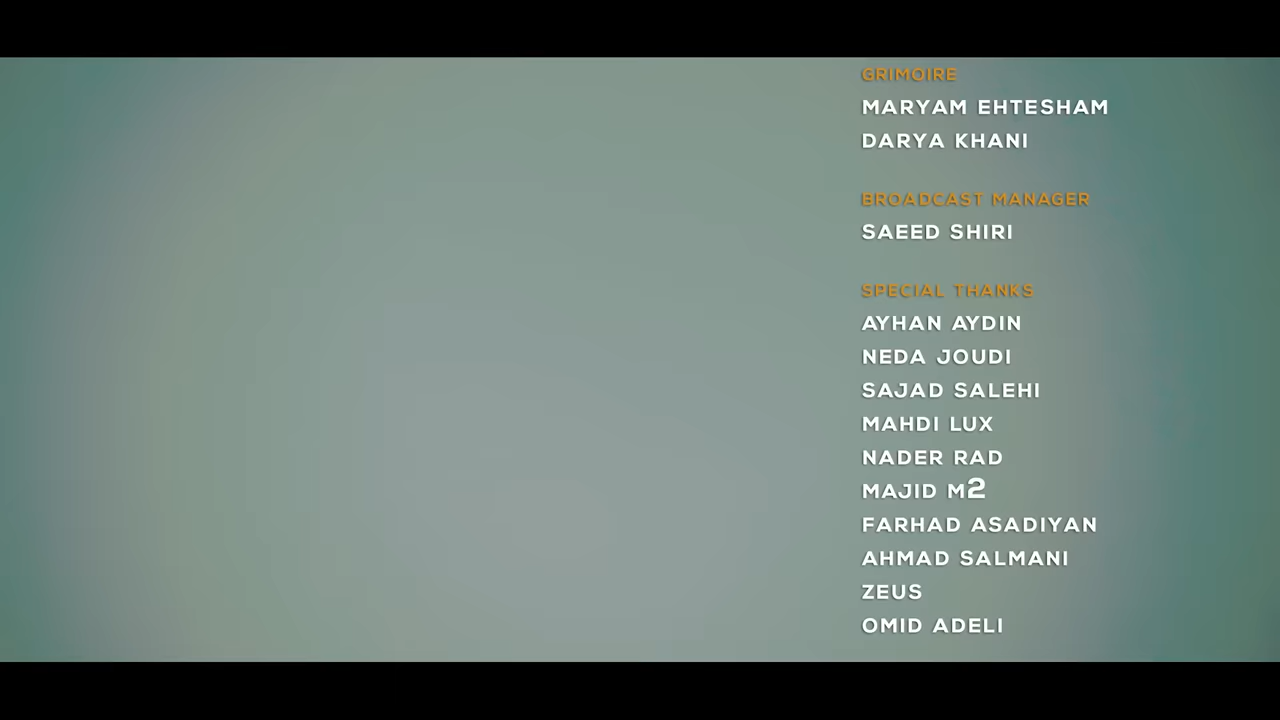 GRIMOIRE
MARYAM EHTESHAM
DARYA KHANI
BROADCAST MANAGER
SAEED SHIRI
SPECIAL THANKS
AYHAN AYDIN
NEDA JOUDI
SAJAD SALEHI
MAHDI LUX
NADER RAD
MAJID M2
FARHAD ASADIYAN
AHMAD SALMANI
ZEUS
OMID ADELI